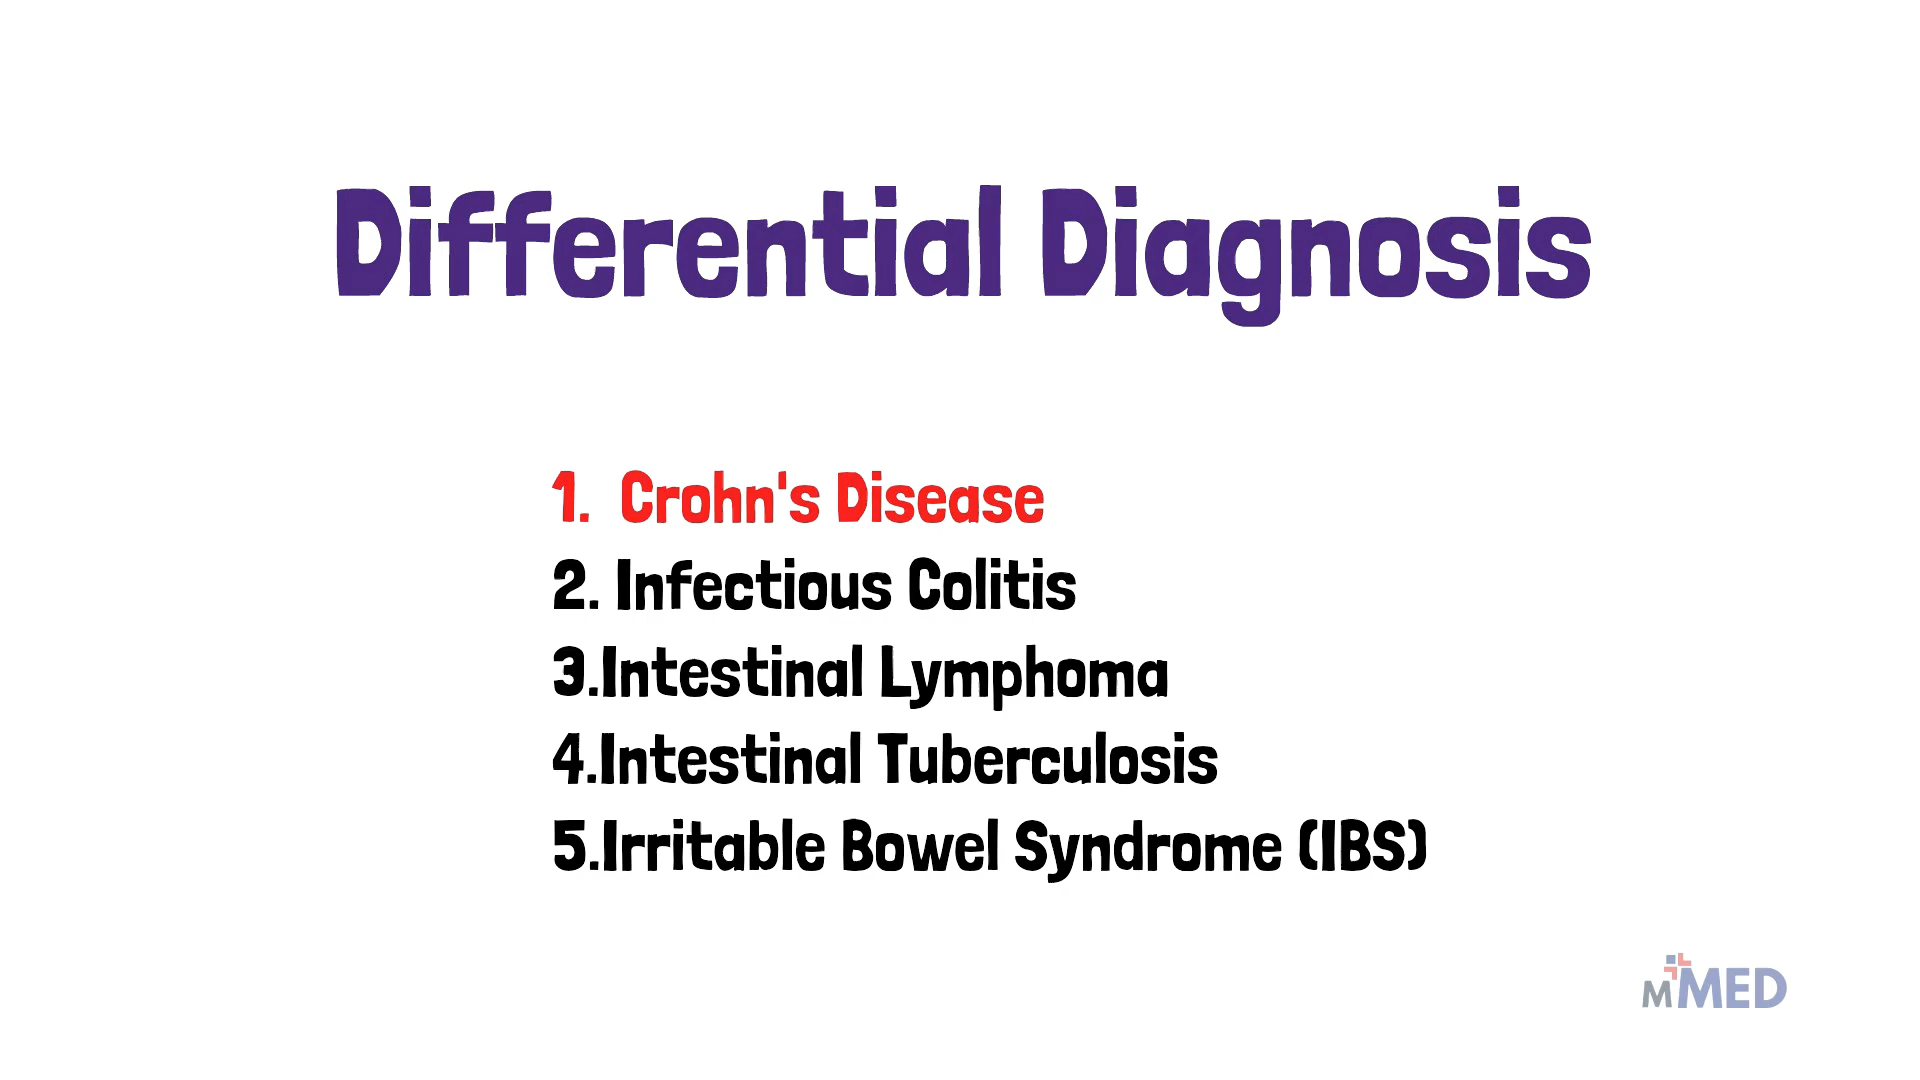 Differential Diagnosis
1. Crohn's Disease
2. Infectious Colitis
3.Intestinal Lymphoma
4.Intestinal Tuberculosis
5.Irritable Bowel Syndrome (IBS)
MMED